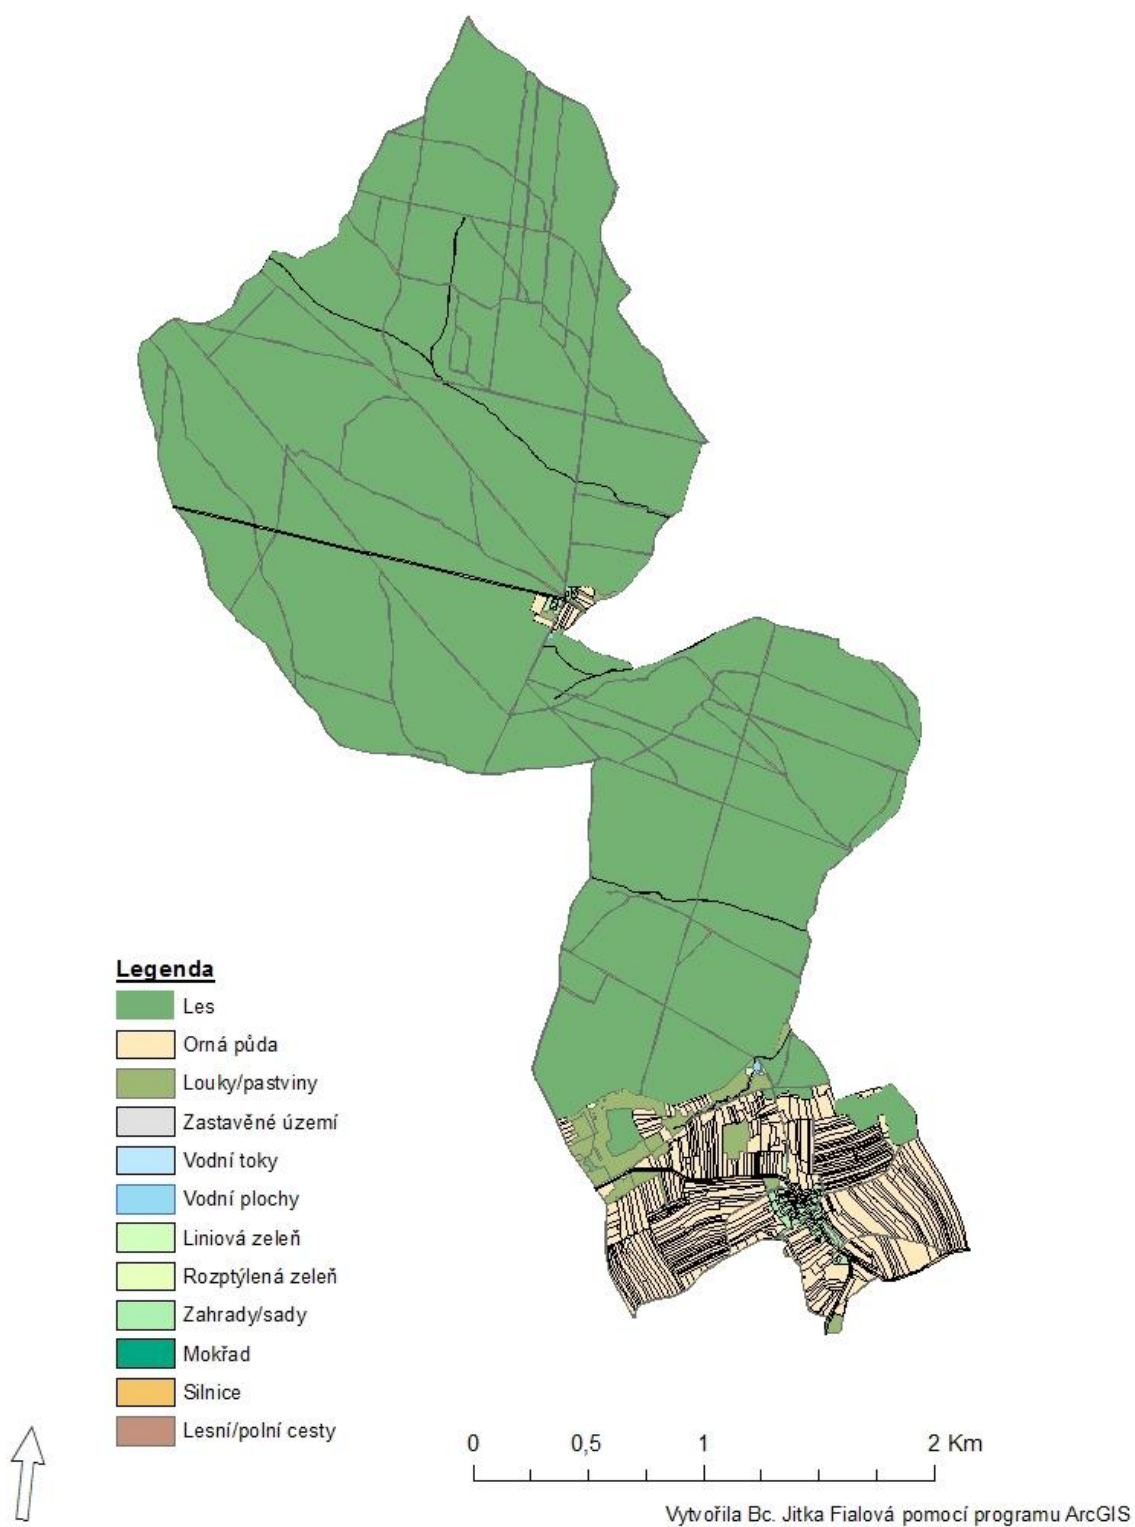 Legenda
Les
Orná půda
Louky/pastviny
Zastavěné území
Vodní toky
Vodní plochy
Liniová zeleň
Rozptýlená zeleň
Zahrady/sady
Mokřad
Silnice
Lesní/polní cesty
0 0,5 1 2 Km
Vytvořila Bc. Jitka Fialová pomocí programu ArcGIS